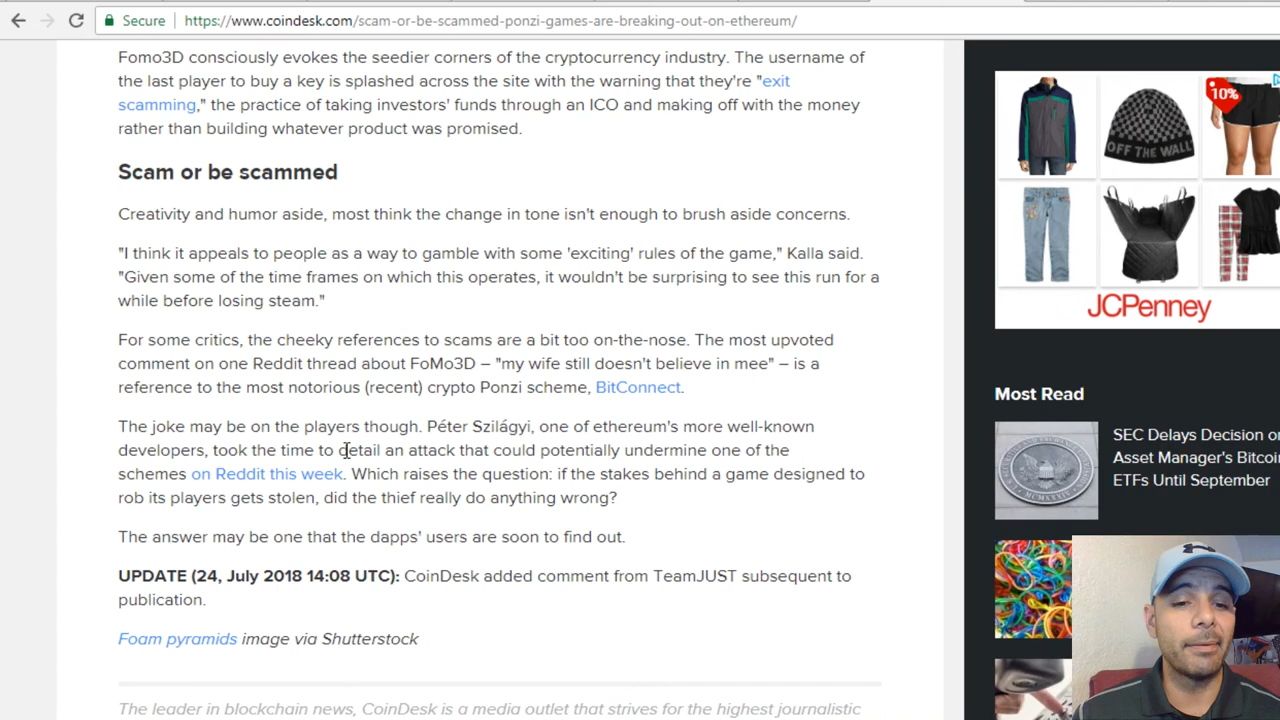 Secure https://www.coindesk.com/scam-or-be-scammed-ponzi-games-are-breaking-out-on-ethereum/
Fomo3D consciously evokes the seedier corners of the cryptocurrency industry. The username of
the last player to buy a key is splashed across the site with the warning that they're "exit
scamming," the practice of taking investors' funds through an ICO and making off with the money
rather than building whatever product was promised.
Scam or be scammed
Creativity and humor aside, most think the change in tone isn't enough to brush aside concerns.
"I think it appeals to people as a way to gamble with some 'exciting' rules of the game," Kalla said.
"Given some of the time frames on which this operates, it wouldn't be surprising to see this run for a
while before losing steam."
For some critics, the cheeky references to scams are a bit too on-the-nose. The most upvoted
comment on one Reddit thread about FoMo3D – "my wife still doesn't believe in mee" – is a
reference to the most notorious (recent) crypto Ponzi scheme, BitConnect.
The joke may be on the players though. Péter Szilágyi, one of ethereum's more well-known
developers, took the time to detail an attack that could potentially undermine one of the
schemes on Reddit this week. Which raises the question: if the stakes behind a game designed to
rob its players gets stolen, did the thief really do anything wrong?
The answer may be one that the dapps' users are soon to find out.
UPDATE (24, July 2018 14:08 UTC): CoinDesk added comment from TeamJUST subsequent to
publication.
Foam pyramids image via Shutterstock
The leader in blockchain news, CoinDesk is a media outlet that strives for the highest journalistic
10%
OFF THE WALL
JCPenney
Most Read
SEC Delays Decision on
Asset Manager's Bitcoin
ETFs Until September